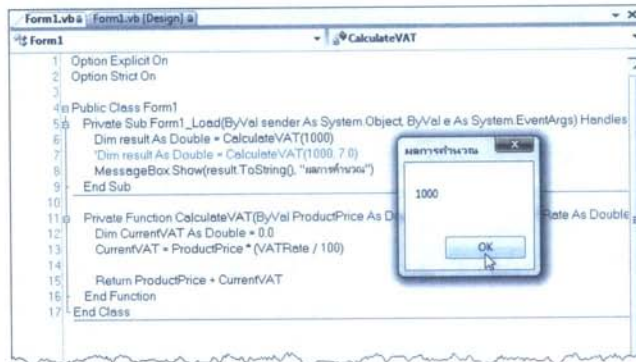 Form1.vb Form1.vb [Design]
Form1 CalculateVAT
1 Option Explicit On
2 Option Strict On
3
4 Public Class Form1
5 Private Sub Form1_Load(ByVal sender As System.Object, ByVal e As System.EventArgs) Handles
6 Dim result As Double = CalculateVAT(1000)
7 'Dim result As Double = CalculateVAT(1000, 7.0)
8 MessageBox.Show(result.ToString(), "ผลการคำนวณ")
9 End Sub
10
11 Private Function CalculateVAT(ByVal ProductPrice As Do Rate As Double
12 Dim CurrentVAT As Double = 0.0
13 CurrentVAT = ProductPrice * (VATRate / 100)
14
15 Return ProductPrice + CurrentVAT
16 End Function
17 End Class
ผลการคำนวณ
1000
OK